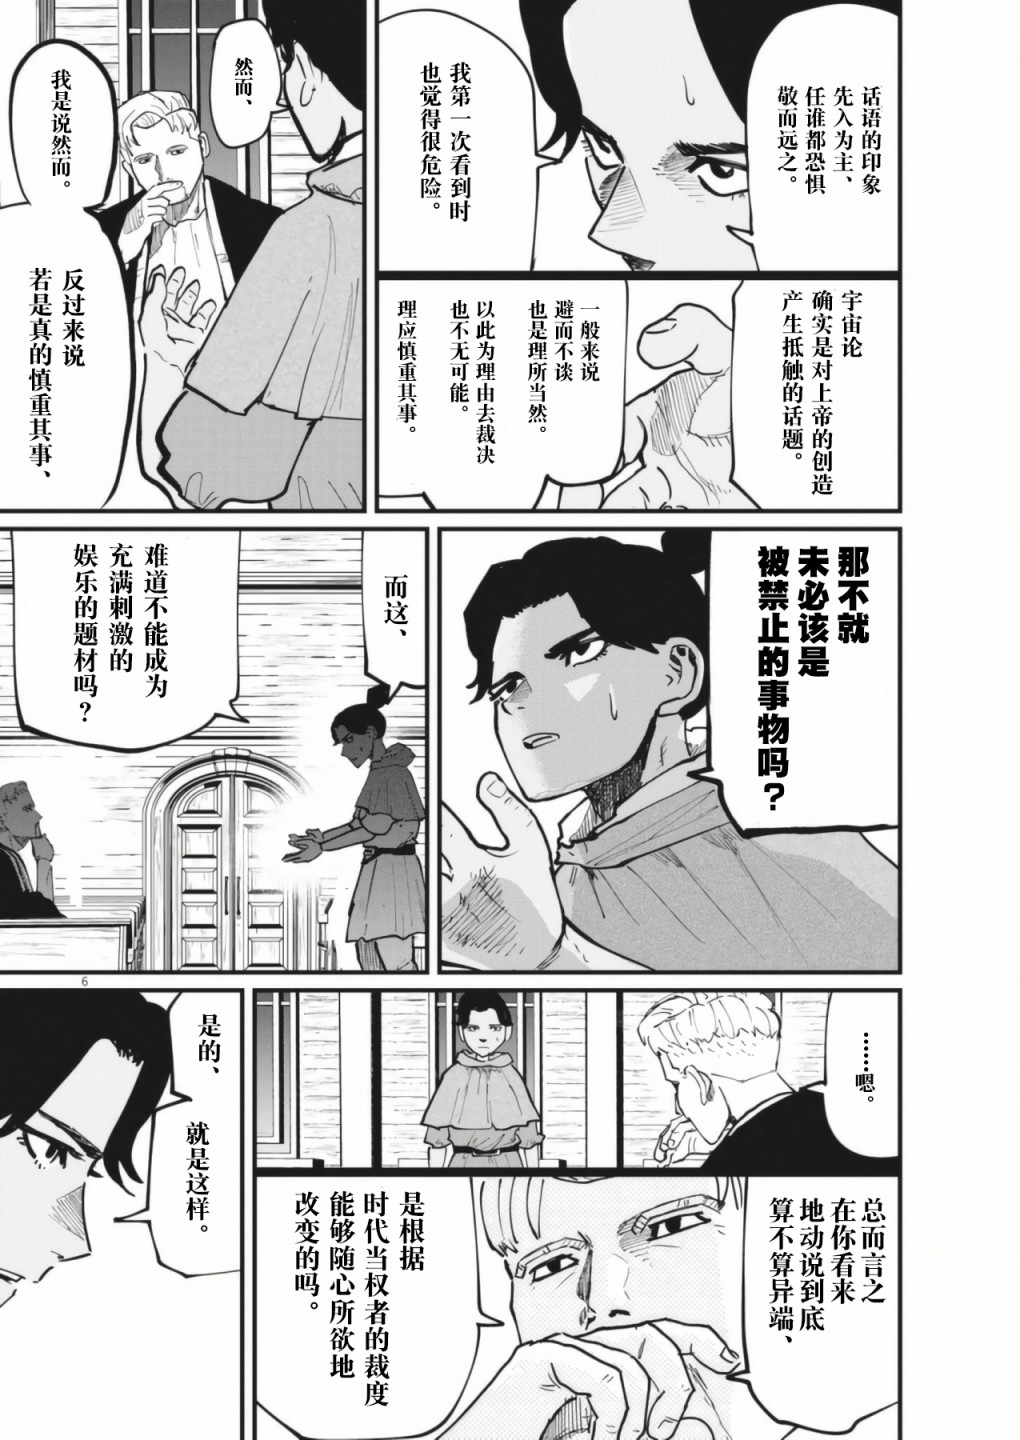 话语的印象
先入为主、
任谁都恐惧
敬而远之。
我第一次看到时
也觉得很危险。
宇宙论
确实是对上帝的创造
产生抵触的话题。
一般来说
避而不谈
也是理所当然。
以此为理由去裁决
也不无可能。
理应慎重其事。
然而、
我是说然而。
反过来说
若是真的慎重其事、
那不就
未必该是
被禁止的事物吗？
而这、
难道不能成为
充满刺激的
娱乐的题材吗？
6
……嗯。
总而言之
在你看来
地动说到底
算不算异端、
是根据
时代当权者的裁度
能够随心所欲地
改变的吗。
是的、
就是这样。